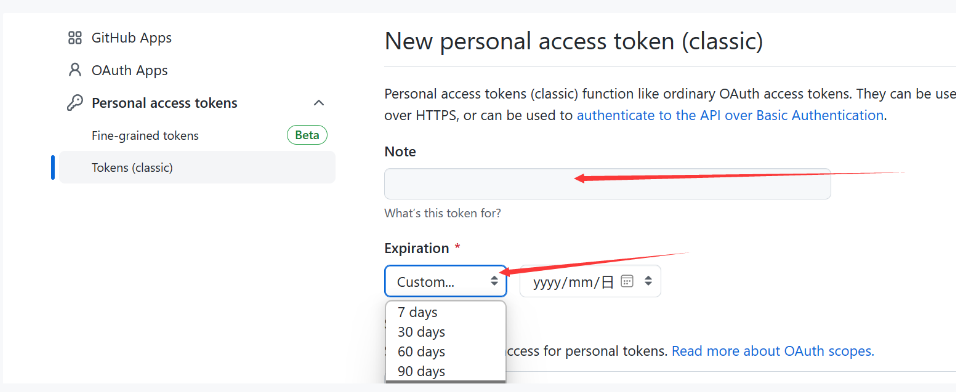 GitHub Apps
OAuth Apps
Personal access tokens
Fine-grained tokens
Beta
Tokens (classic)
New personal access token (classic)
Personal access tokens (classic) function like ordinary OAuth access tokens. They can be use
over HTTPS, or can be used to authenticate to the API over Basic Authentication.
Note
What's this token for?
Expiration *
Custom...
yyyy/mm/日
7 days
30 days
60 days
90 days
access for personal tokens. Read more about OAuth scopes.